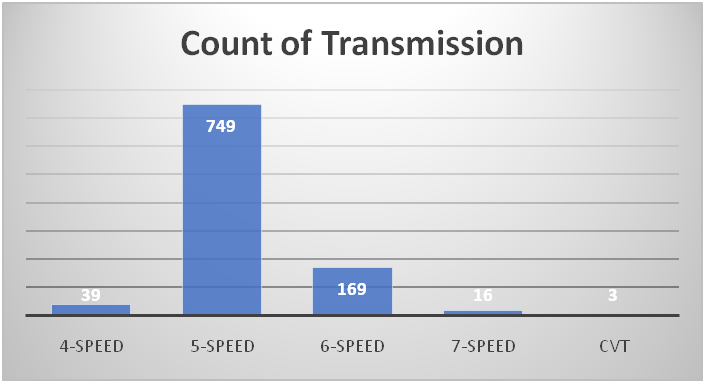 Count of Transmission
39
749
169
16
3
4-SPEED
5-SPEED
6-SPEED
7-SPEED
CVT